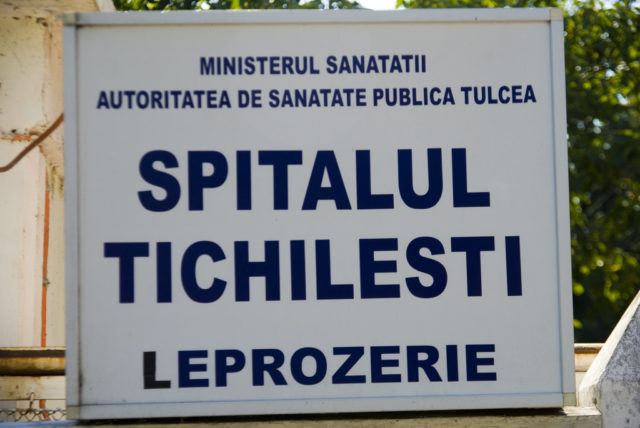 MINISTERUL SANATATII
AUTORITATEA DE SANATATE PUBLICA TULCEA
SPITALUL
TICHILESTI
LEPROZERIE